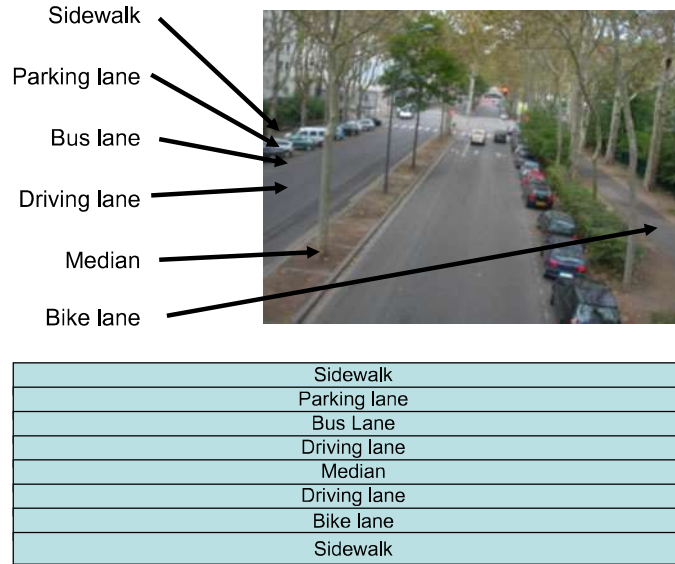 Sidewalk
Parking lane
Bus lane
Driving lane
Median
Bike lane
Sidewalk
Parking lane
Bus Lane
Driving lane
Median
Driving lane
Bike lane
Sidewalk